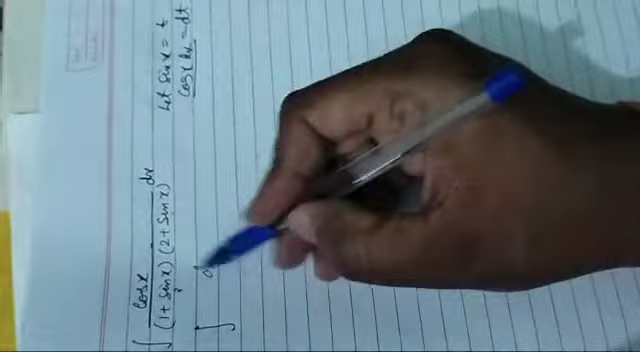 ∫ cosx / (1 + sinx) (2 + sinx) dx
Let sinx = t
cosx dx = dt
∫ d